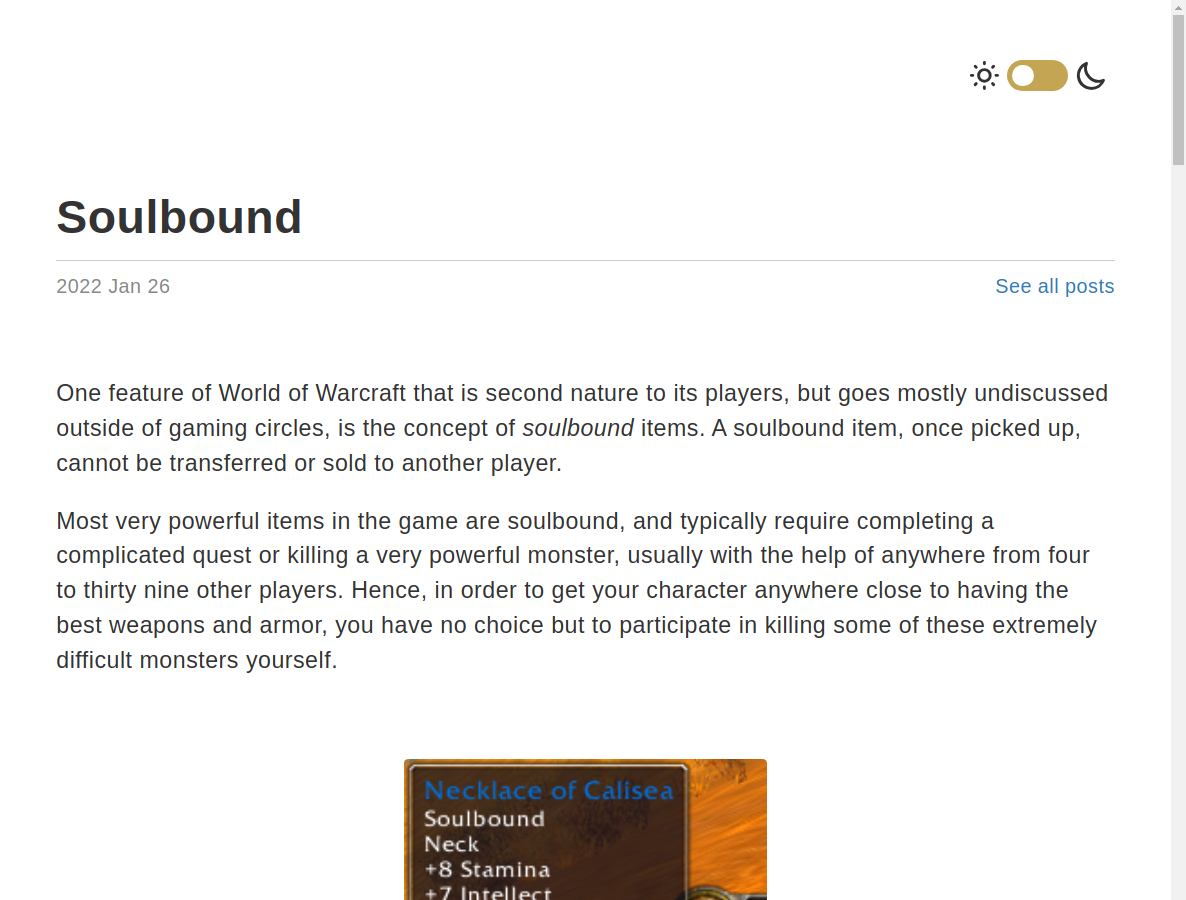 Soulbound
2022 Jan 26
See all posts
One feature of World of Warcraft that is second nature to its players, but goes mostly undiscussed
outside of gaming circles, is the concept of soulbound items. A soulbound item, once picked up,
cannot be transferred or sold to another player.
Most very powerful items in the game are soulbound, and typically require completing a
complicated quest or killing a very powerful monster, usually with the help of anywhere from four
to thirty nine other players. Hence, in order to get your character anywhere close to having the
best weapons and armor, you have no choice but to participate in killing some of these extremely
difficult monsters yourself.
Necklace of Calisea
Soulbound
Neck
+8 Stamina
+7 Intellect